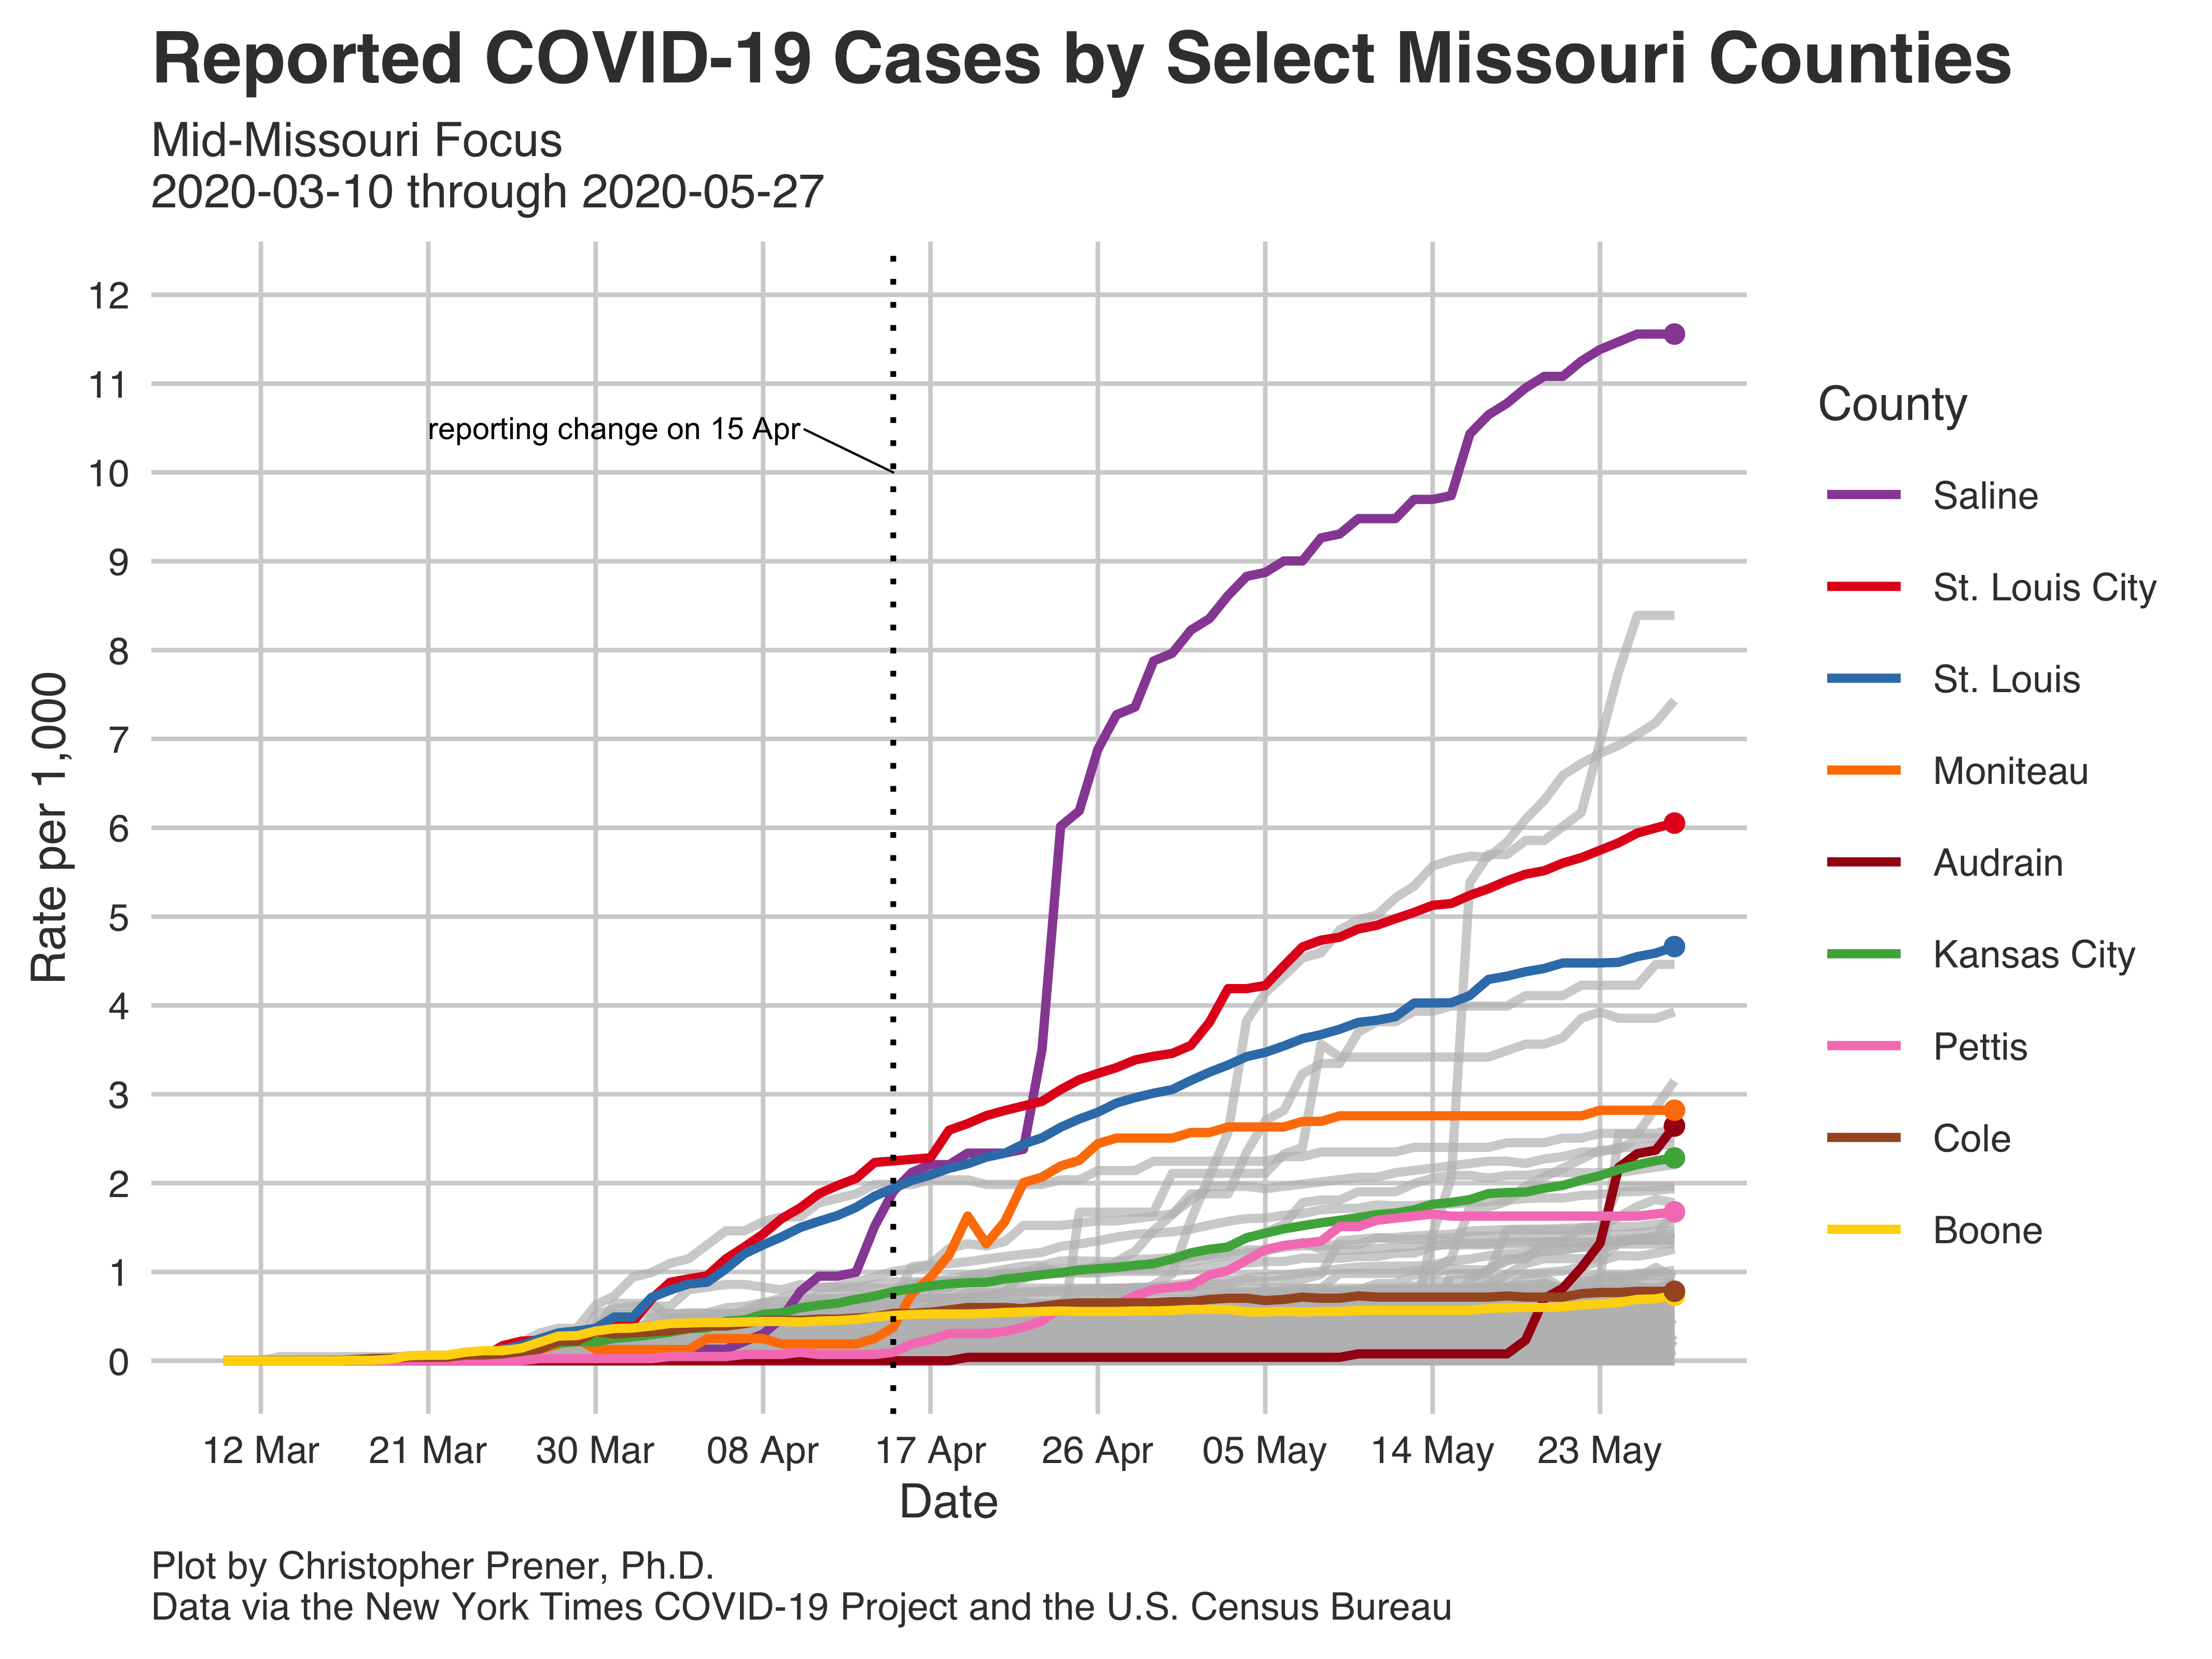 Reported COVID-19 Cases by Select Missouri Counties
Mid-Missouri Focus
2020-03-10 through 2020-05-27
12
11
10
9
8
7
6
5
4
3
2
1
0
Rate per 1,000
reporting change on 15 Apr
12 Mar
21 Mar
30 Mar
08 Apr
17 Apr
26 Apr
05 May
14 May
23 May
Date
County
Saline
St. Louis City
St. Louis
Moniteau
Audrain
Kansas City
Pettis
Cole
Boone
Plot by Christopher Prener, Ph.D.
Data via the New York Times COVID-19 Project and the U.S. Census Bureau